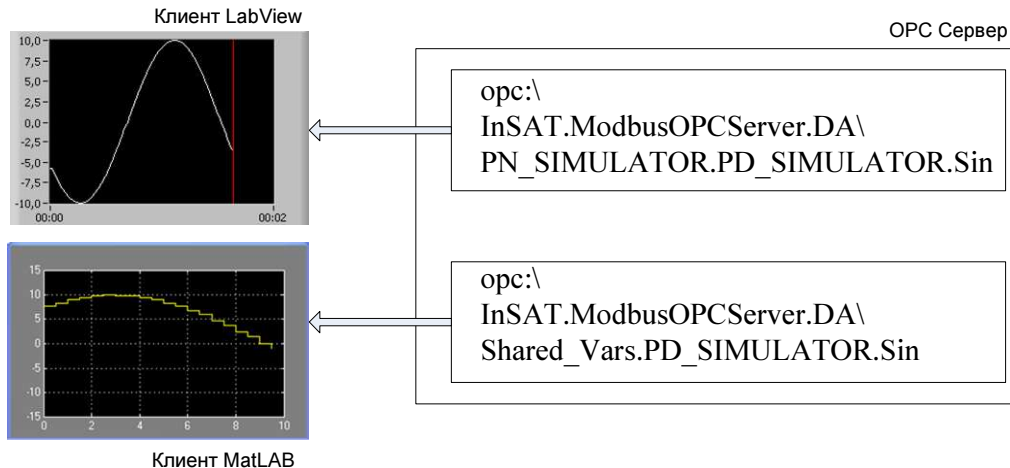 Клиент LabView
10,0
7,5
5,0
2,5
0,0
-2,5
-5,0
-7,5
-10,0
00:00 00:02
ОРС Сервер
opc:\
InSAT.ModbusOPCServer.DA\
PN_SIMULATOR.PD_SIMULATOR.Sin
15
10
5
0
-5
-10
-15
0 2 4 6 8 10
opc:\
InSAT.ModbusOPCServer.DA\
Shared_Vars.PD_SIMULATOR.Sin
Клиент MatLAB